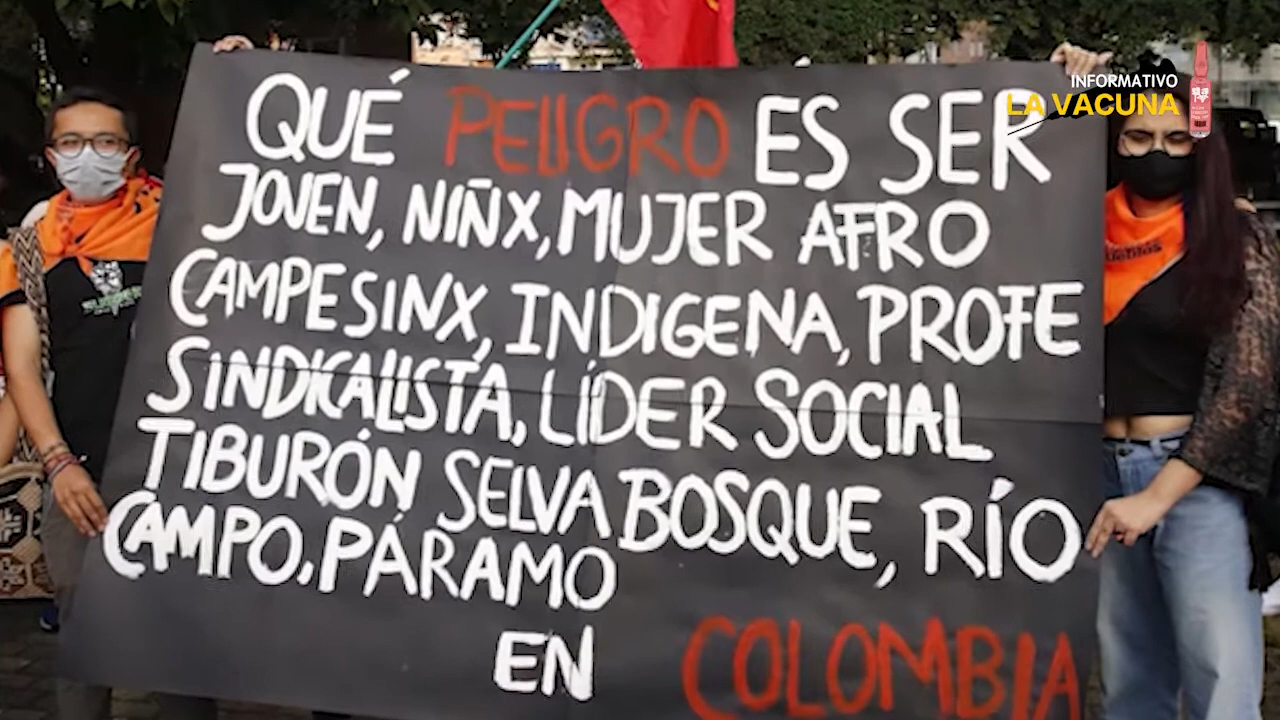 INFORMATIVO
LA VACUNA
QUÉ PELIGRO ES SER
JOVEN, NIÑX, MUJER AFRO
CAMPESINX, INDIGENA, PROFE
SINDICALISTA, LÍDER SOCIAL
TIBURÓN SELVA BOSQUE, RÍO
CAMPO, PÁRAMO
EN COLOMBIA